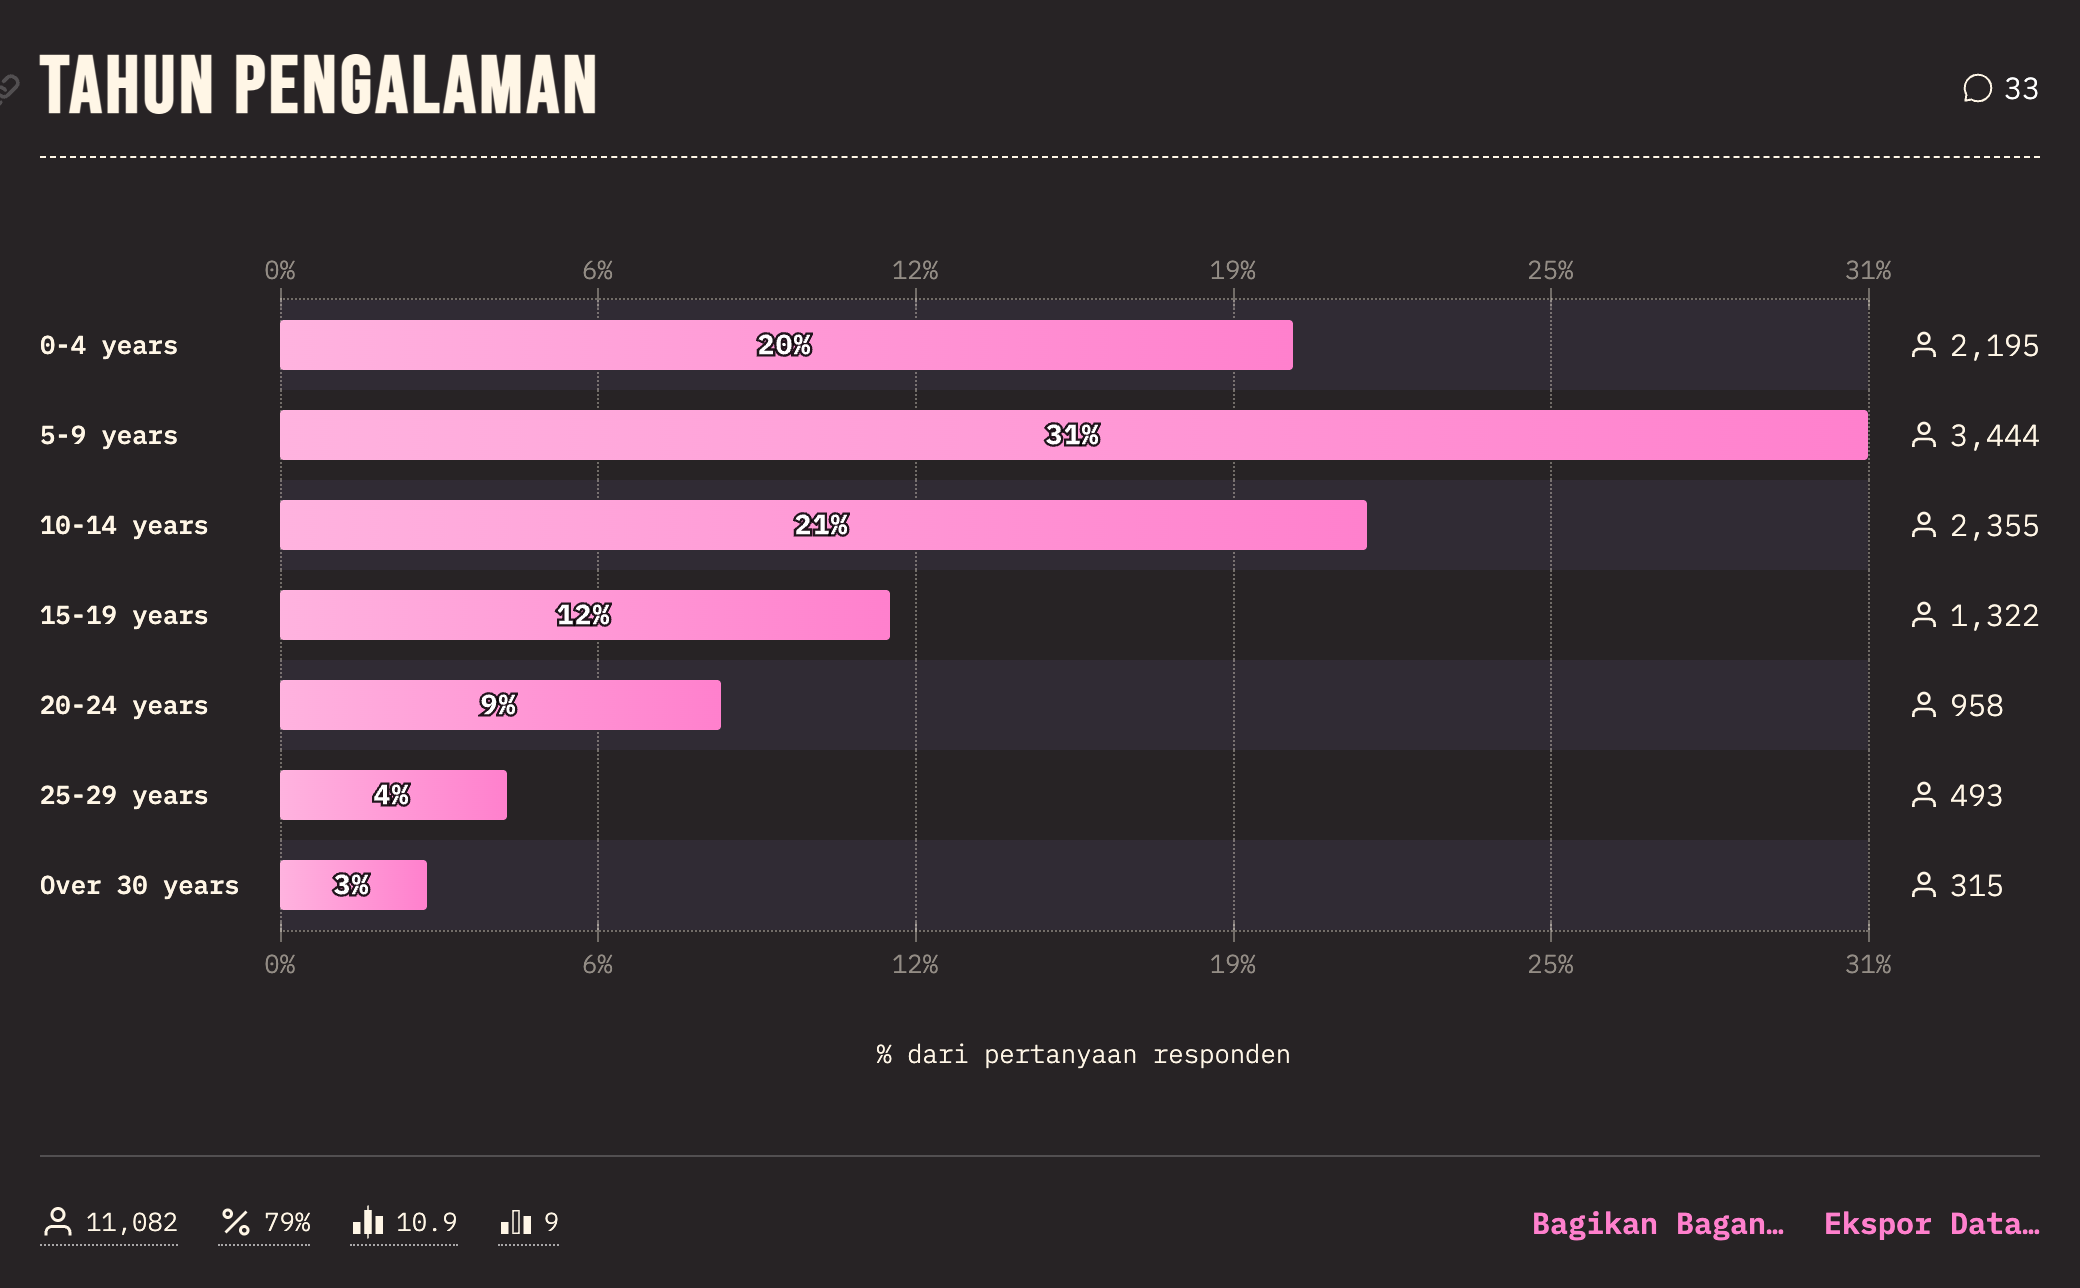 TAHUN PENGALAMAN
33
0% 6% 12% 19% 25% 31%
0-4 years 20% 2,195
5-9 years 31% 3,444
10-14 years 21% 2,355
15-19 years 12% 1,322
20-24 years 9% 958
25-29 years 4% 493
Over 30 years 3% 315
0% 6% 12% 19% 25% 31%
% dari pertanyaan responden
11,082 79% 10.9 9 Bagikan Bagan… Ekspor Data…